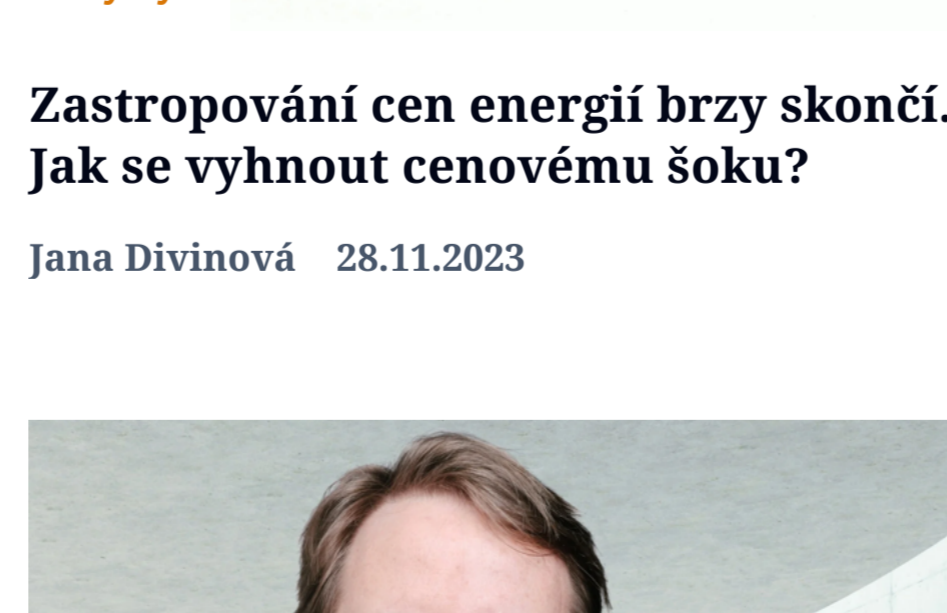 Zastropování cen energií brzy skončí.
Jak se vyhnout cenovému šoku?
Jana Divinová 28.11.2023